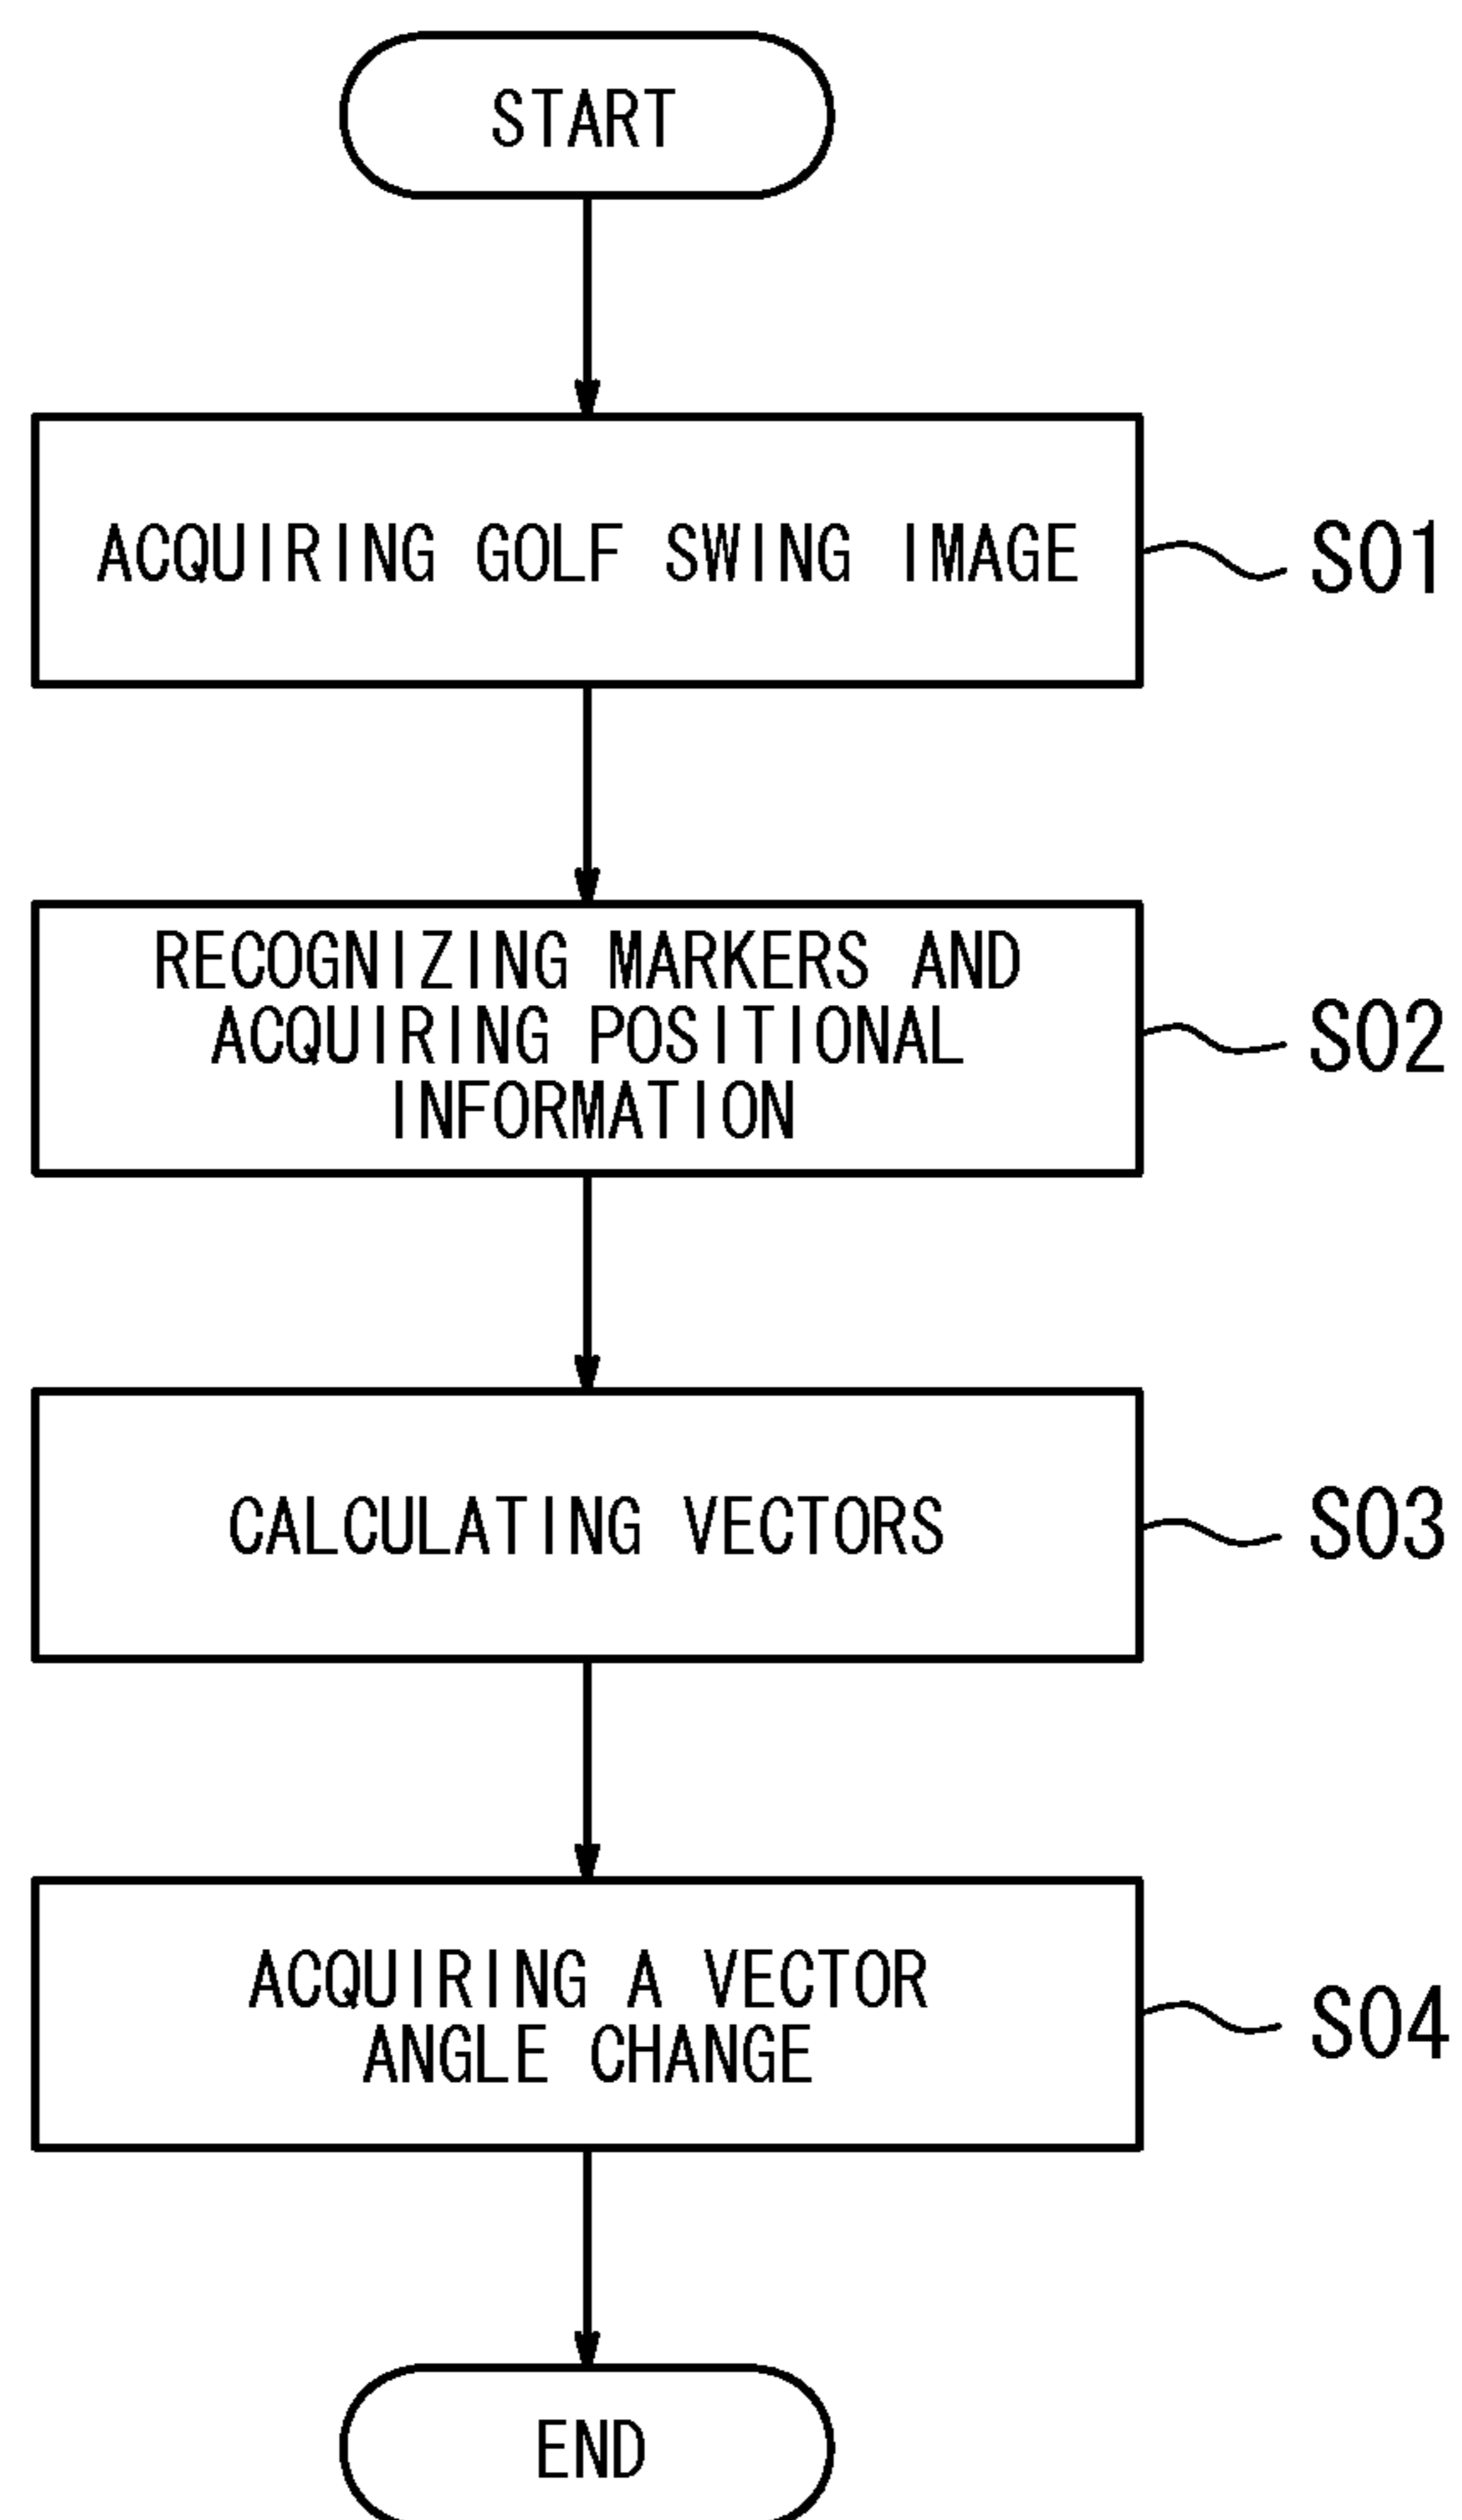 START
ACQUIRING GOLF SWING IMAGE
S01
RECOGNIZING MARKERS AND
ACQUIRING POSITIONAL
INFORMATION
S02
CALCULATING VECTORS
S03
ACQUIRING A VECTOR
ANGLE CHANGE
S04
END